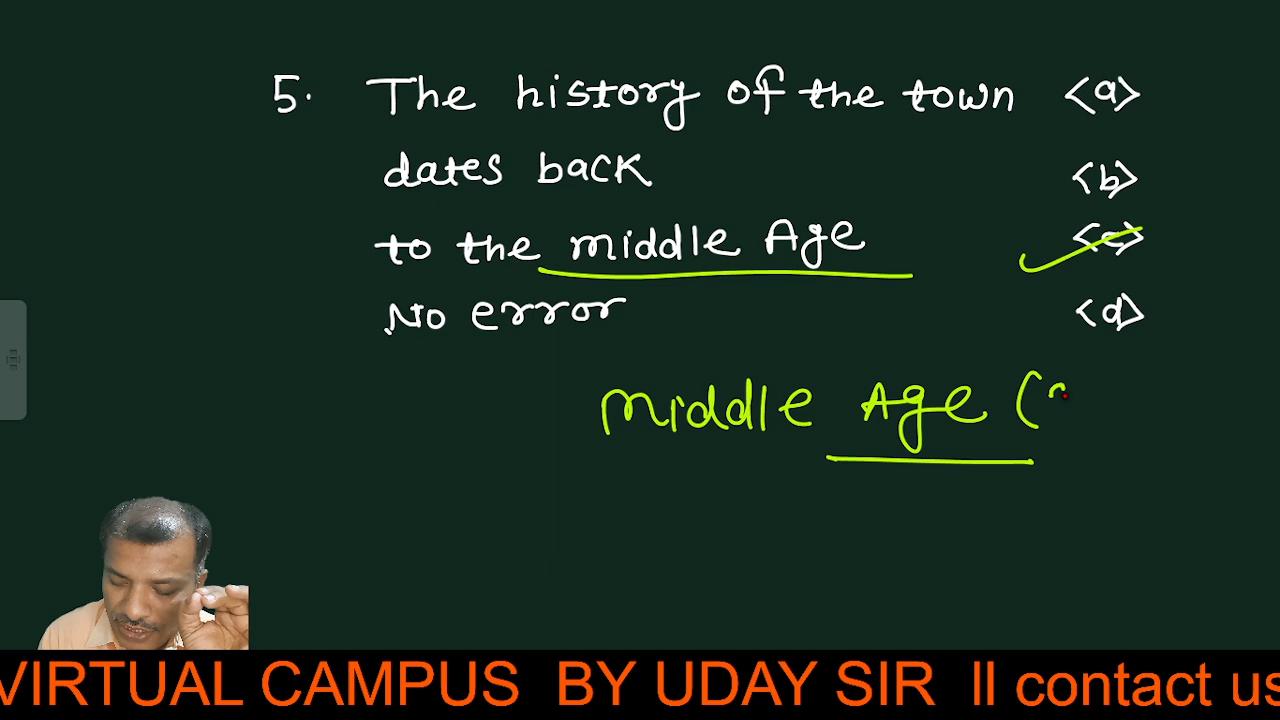 5. The history of the town <a>
dates back <b>
to the middle Age <c>
No error <d>
Middle Age (
VIRTUAL CAMPUS BY UDAY SIR ll contact us